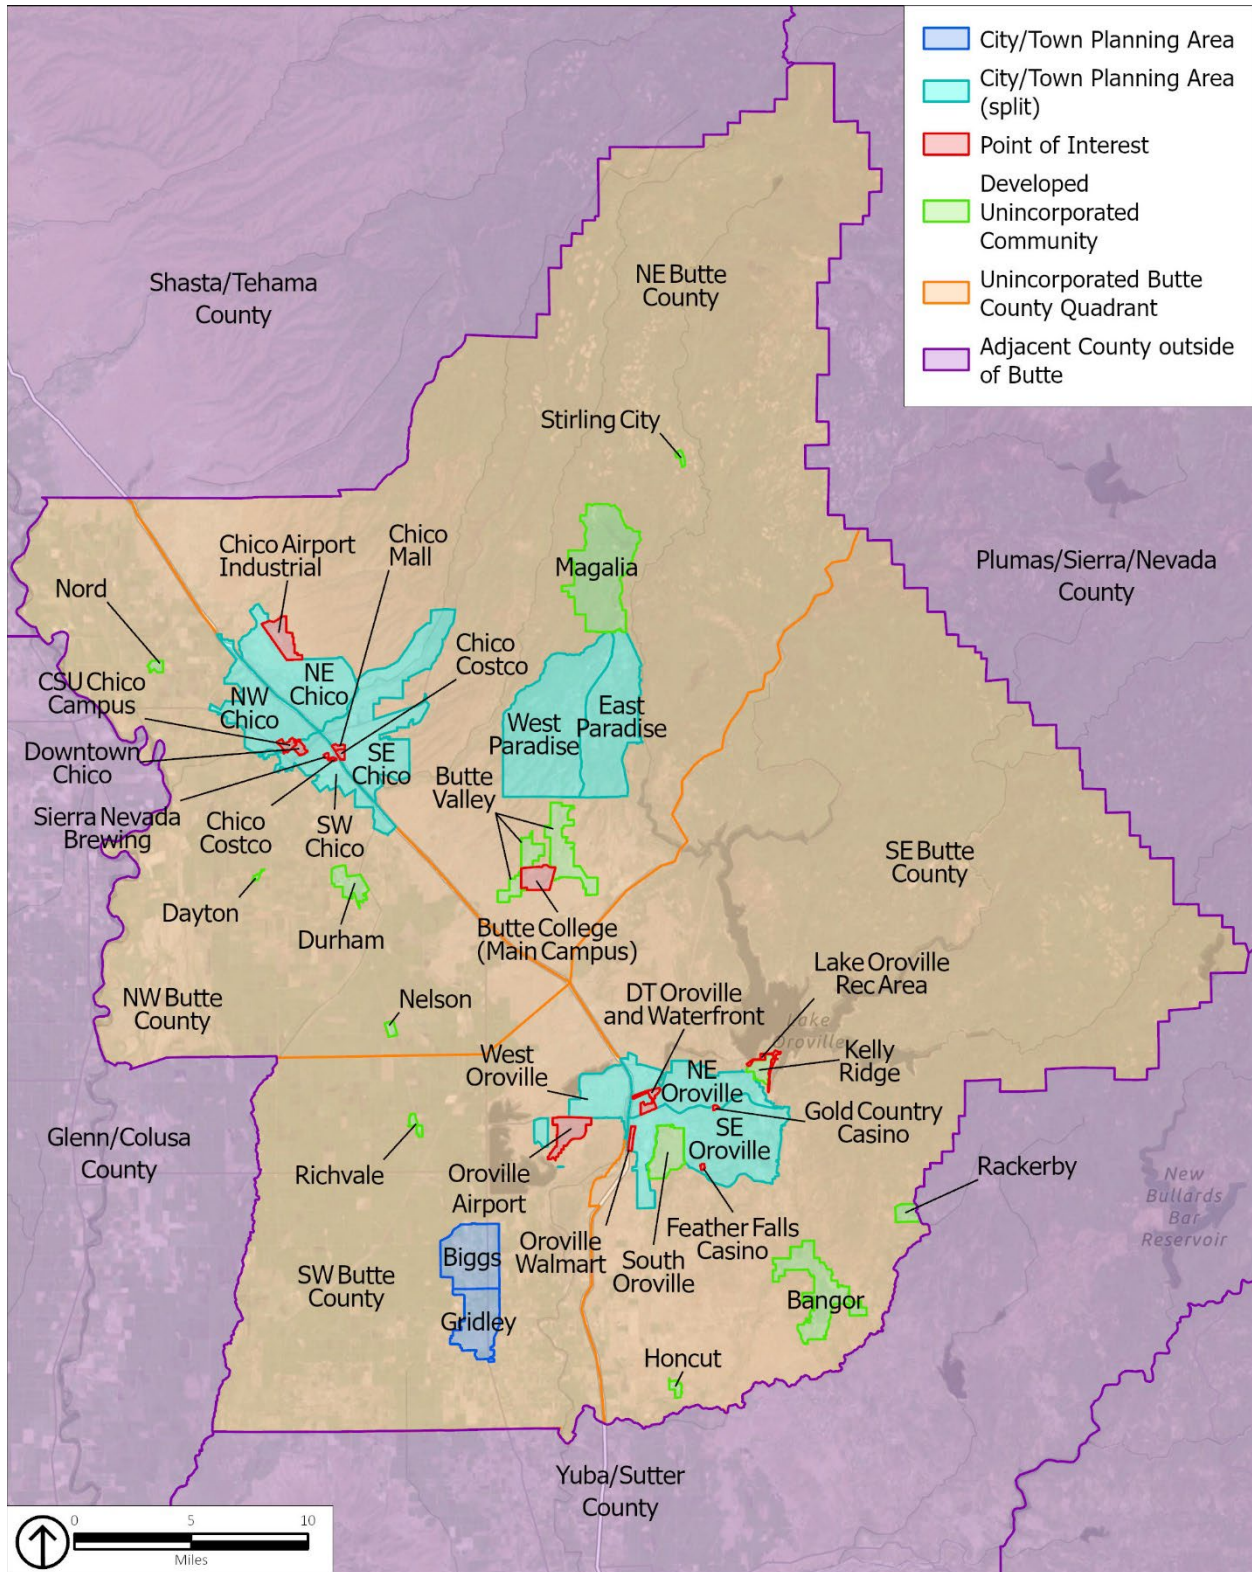 City/Town Planning Area
City/Town Planning Area
(split)
Point of Interest
Developed
Unincorporated
Community
Unincorporated Butte
County Quadrant
Adjacent County outside
of Butte
Shasta/Tehama
County
NE Butte
County
Stirling City
Chico Airport
Industrial
Chico
Mall
Magalia
Plumas/Sierra/Nevada
County
Nord
Chico
Costco
NE
Chico
CSU Chico
Campus
NW
Chico
East
Paradise
West
Paradise
Downtown
Chico
SE
Chico
Butte
Valley
Sierra Nevada
Brewing
Chico
Costco
SW
Chico
SE Butte
County
Dayton
Durham
Butte College
(Main Campus)
Lake Oroville
Rec Area
NW Butte
County
Nelson
DT Oroville
and Waterfront
Lake
Oroville
West
Oroville
Kelly
Ridge
NE
Oroville
Gold Country
Casino
Glenn/Colusa
County
SE
Oroville
Richvale
Oroville
Airport
Rackerby
New
Bullards
Bar
Reservoir
Feather Falls
Casino
Oroville
Walmart
South
Oroville
Biggs
SW Butte
County
Gridley
Bangor
Honcut
Yuba/Sutter
County
0 5 10
Miles